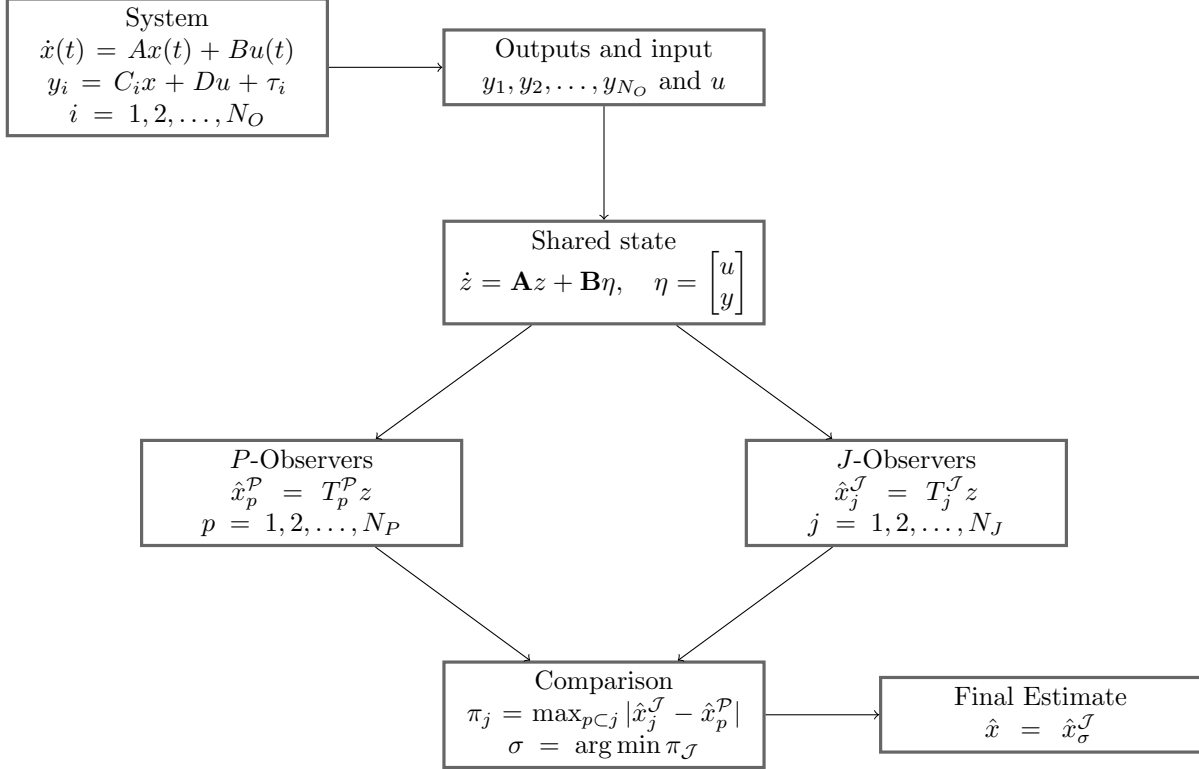 System
ẋ(t) = Ax(t) + Bu(t)
y_i = C_i x + Du + τ_i
i = 1, 2, …, N_O
Outputs and input
y_1, y_2, …, y_{N_O} and u
Shared state
ż = 𝐀z + 𝐁η, η = [u y]
P-Observers
x̂_p^𝒫 = T_p^𝒫 z
p = 1, 2, …, N_P
J-Observers
x̂_j^𝒥 = T_j^𝒥 z
j = 1, 2, …, N_J
Comparison
π_j = max_{p⊂j} |x̂_j^𝒥 − x̂_p^𝒫|
σ = arg min π_𝒥
Final Estimate
x̂ = x̂_σ^𝒥